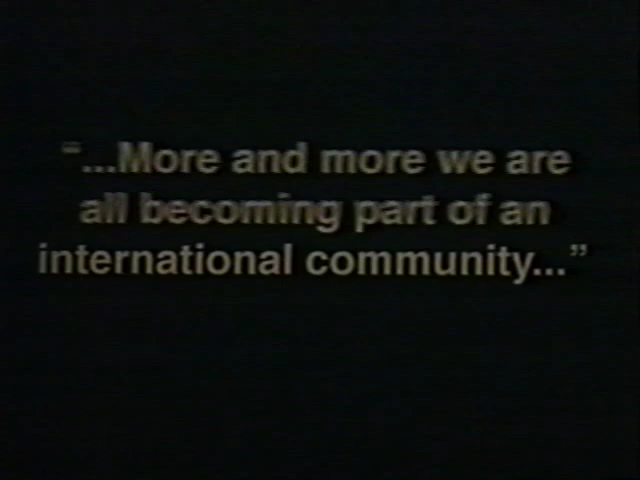 “...More and more we are
all becoming part of an
international community...”